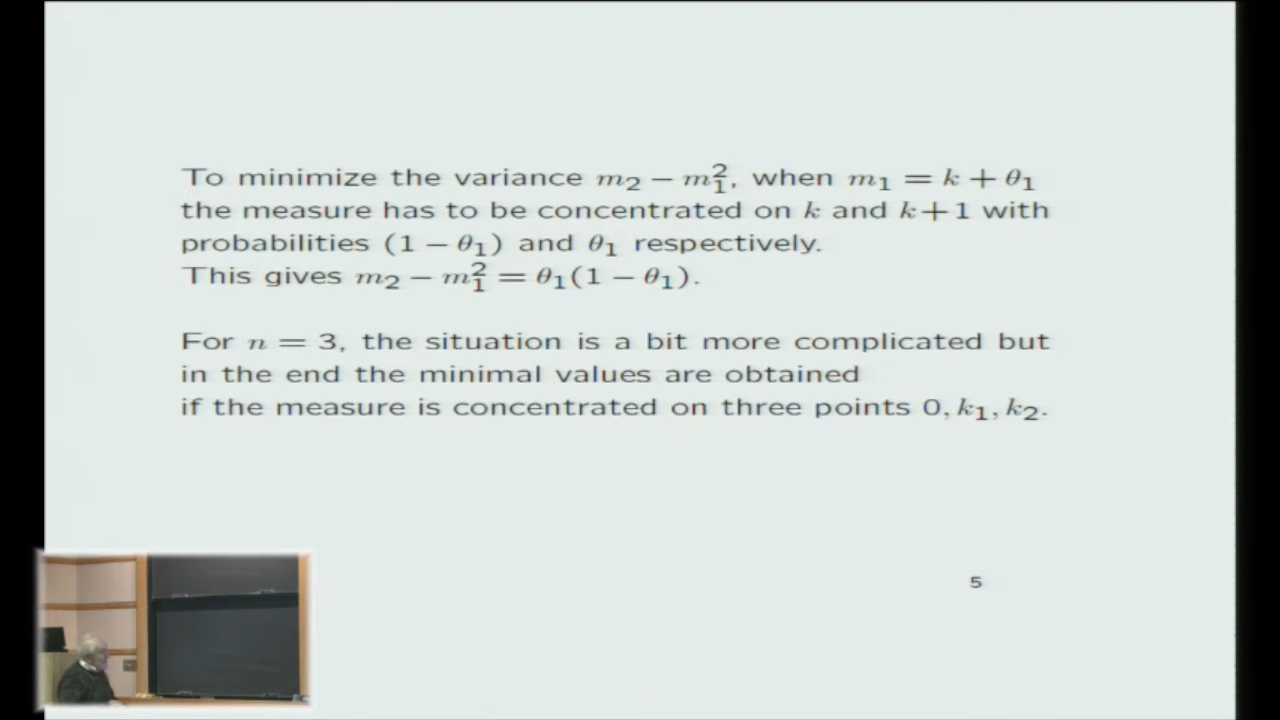 To minimize the variance m₂ − m₁², when m₁ = k + θ₁
the measure has to be concentrated on k and k+1 with
probabilities (1 − θ₁) and θ₁ respectively.
This gives m₂ − m₁² = θ₁(1 − θ₁).
For n = 3, the situation is a bit more complicated but
in the end the minimal values are obtained
if the measure is concentrated on three points 0, k₁, k₂.
5